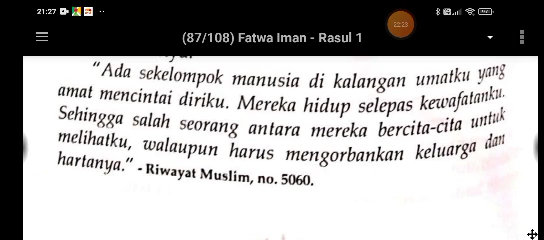 21:27
22:23
(87/108) Fatwa Iman - Rasul 1
"Ada sekelompok manusia di kalangan umatku yang
amat mencintai diriku. Mereka hidup selepas kewafatanku.
Sehingga salah seorang antara mereka bercita-cita untuk
melihatku, walaupun harus mengorbankan keluarga dan
hartanya." - Riwayat Muslim, no. 5060.